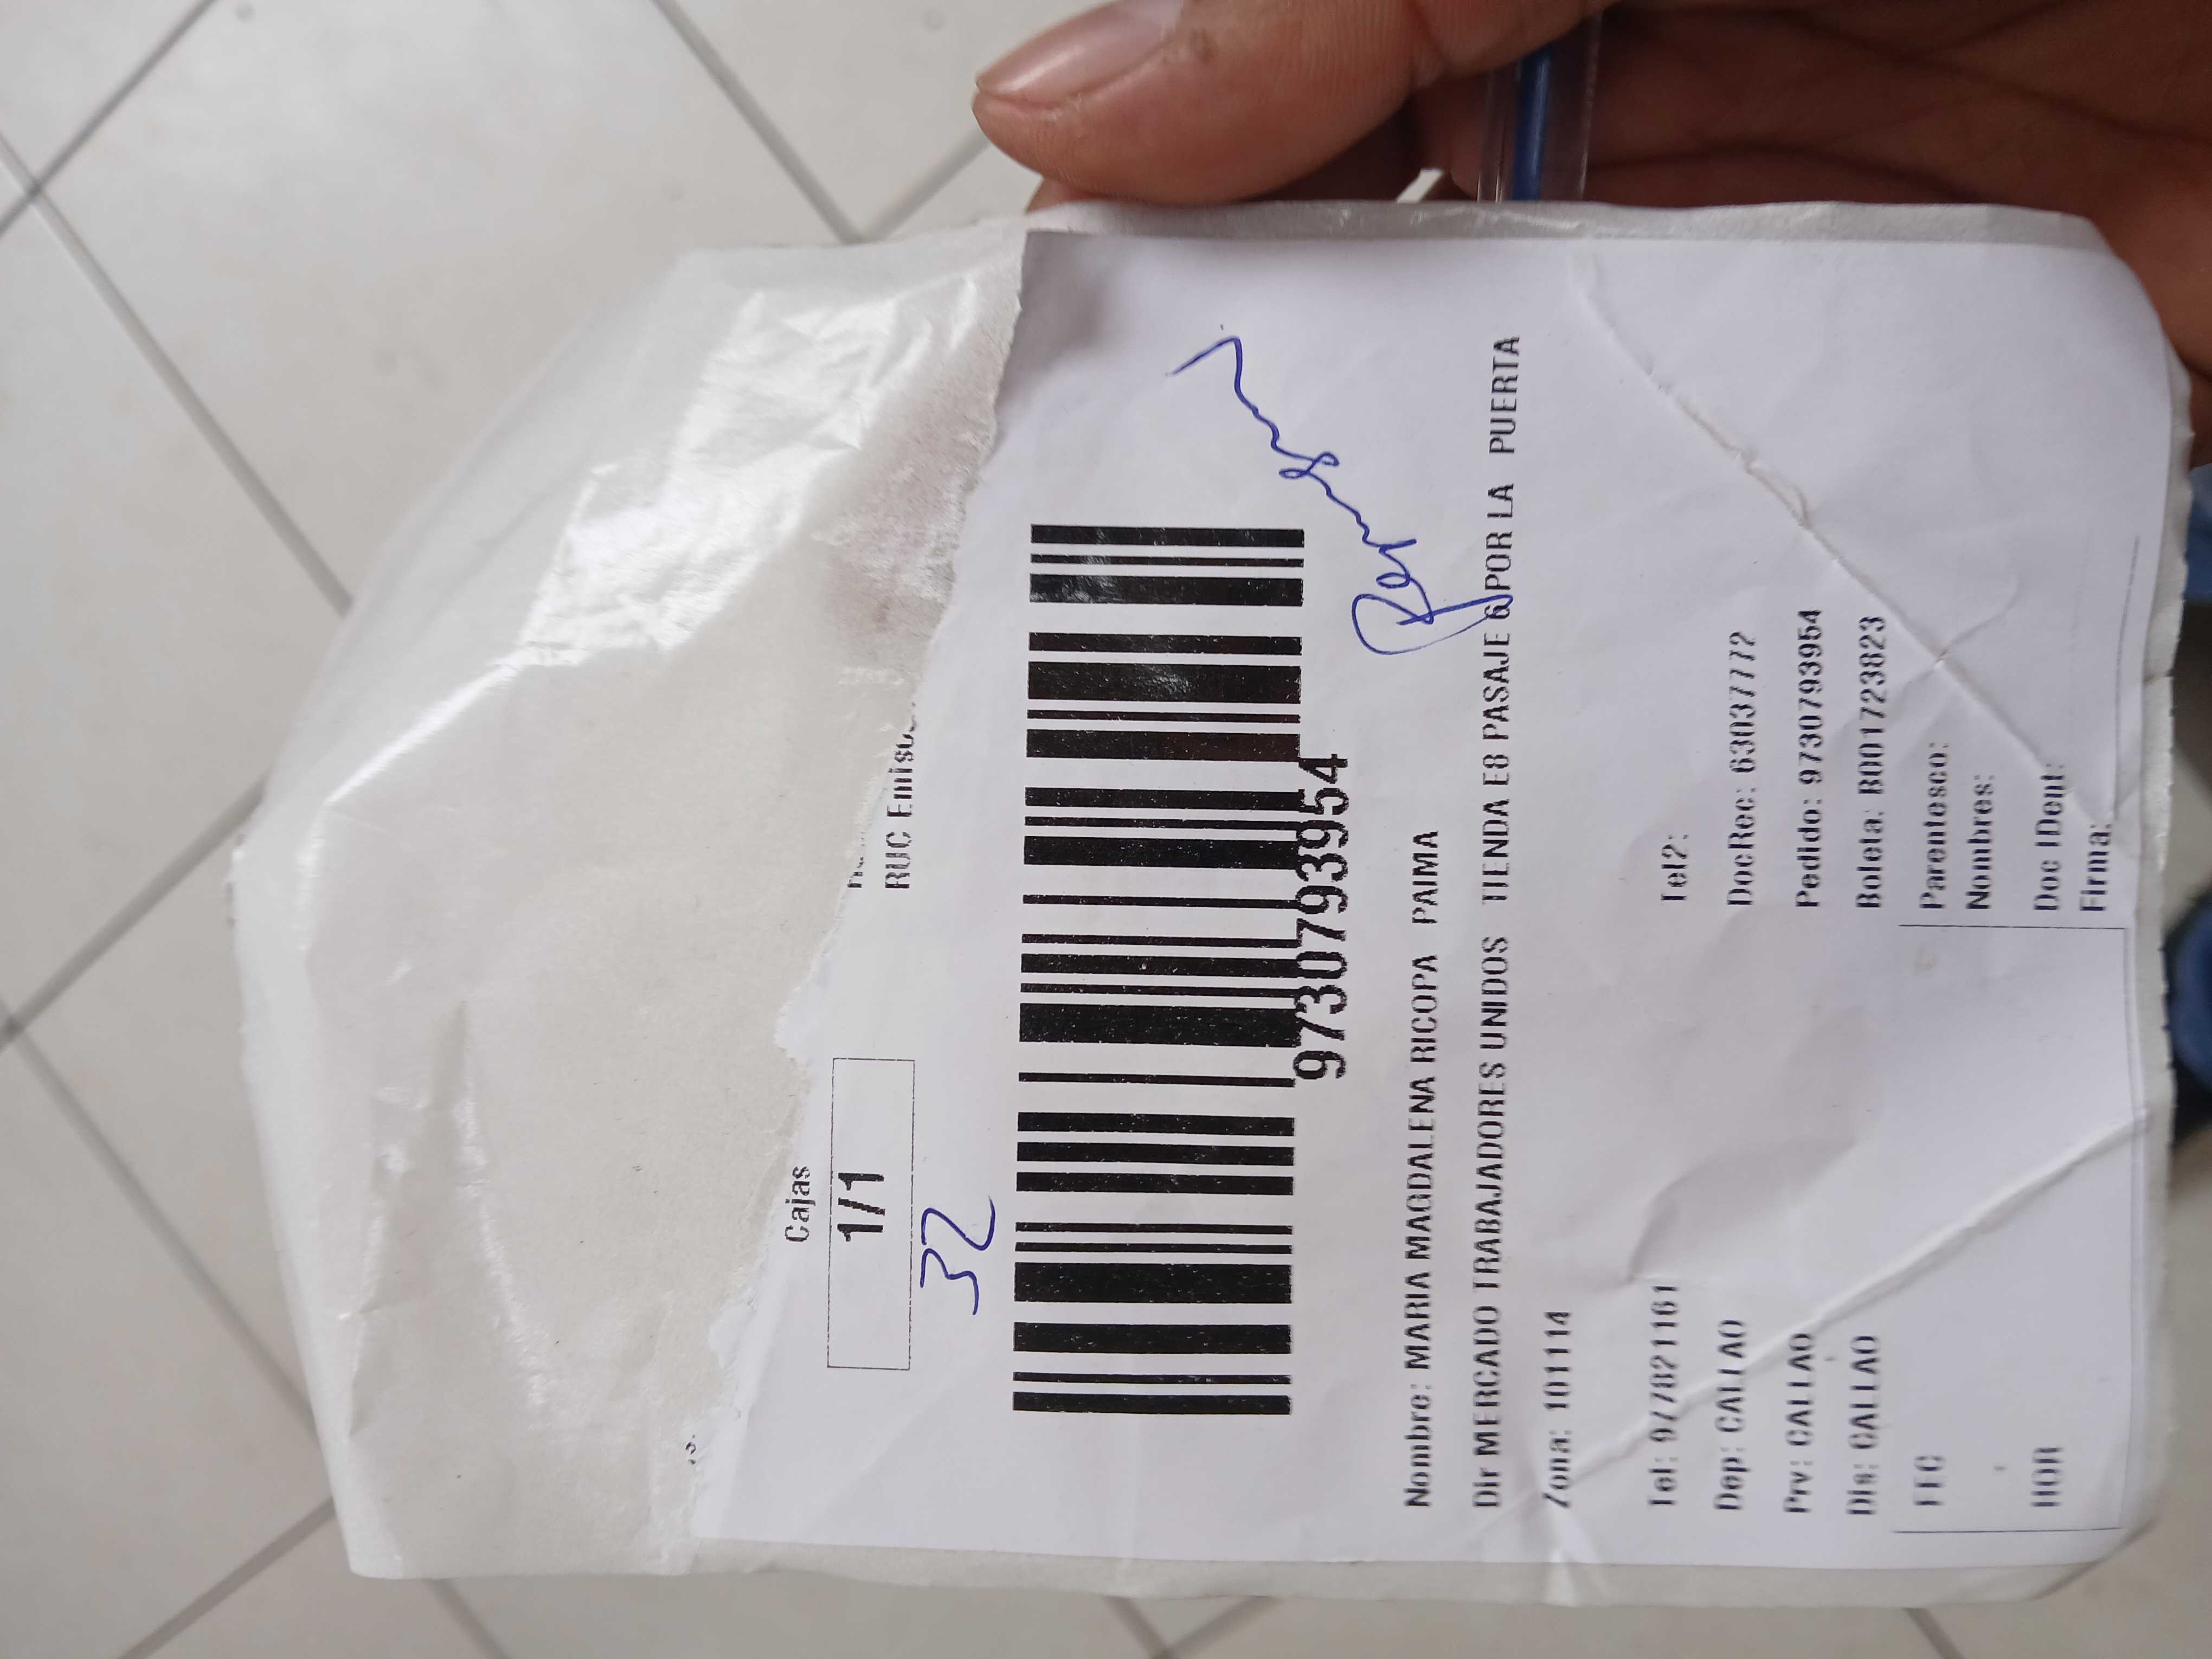 Cajas
1/1
RUC Emisor
32
9730793954
Nombre: MARIA MAGDALENA RICOPA PAIMA
Dir MERCADO TRABAJADORES UNIDOS TIENDA E8 PASAJE 6 POR LA PUERTA
Zona: 101114
Tel: 977821161 Tel2:
Dep: CALLAO DocRec: 63037772
Prv: CALLAO Pedido: 9730793954
Dis: CALLAO Boleta: B001723823
FEC Parentesco:
Nombres:
HOR Doc IDent:
Firma: